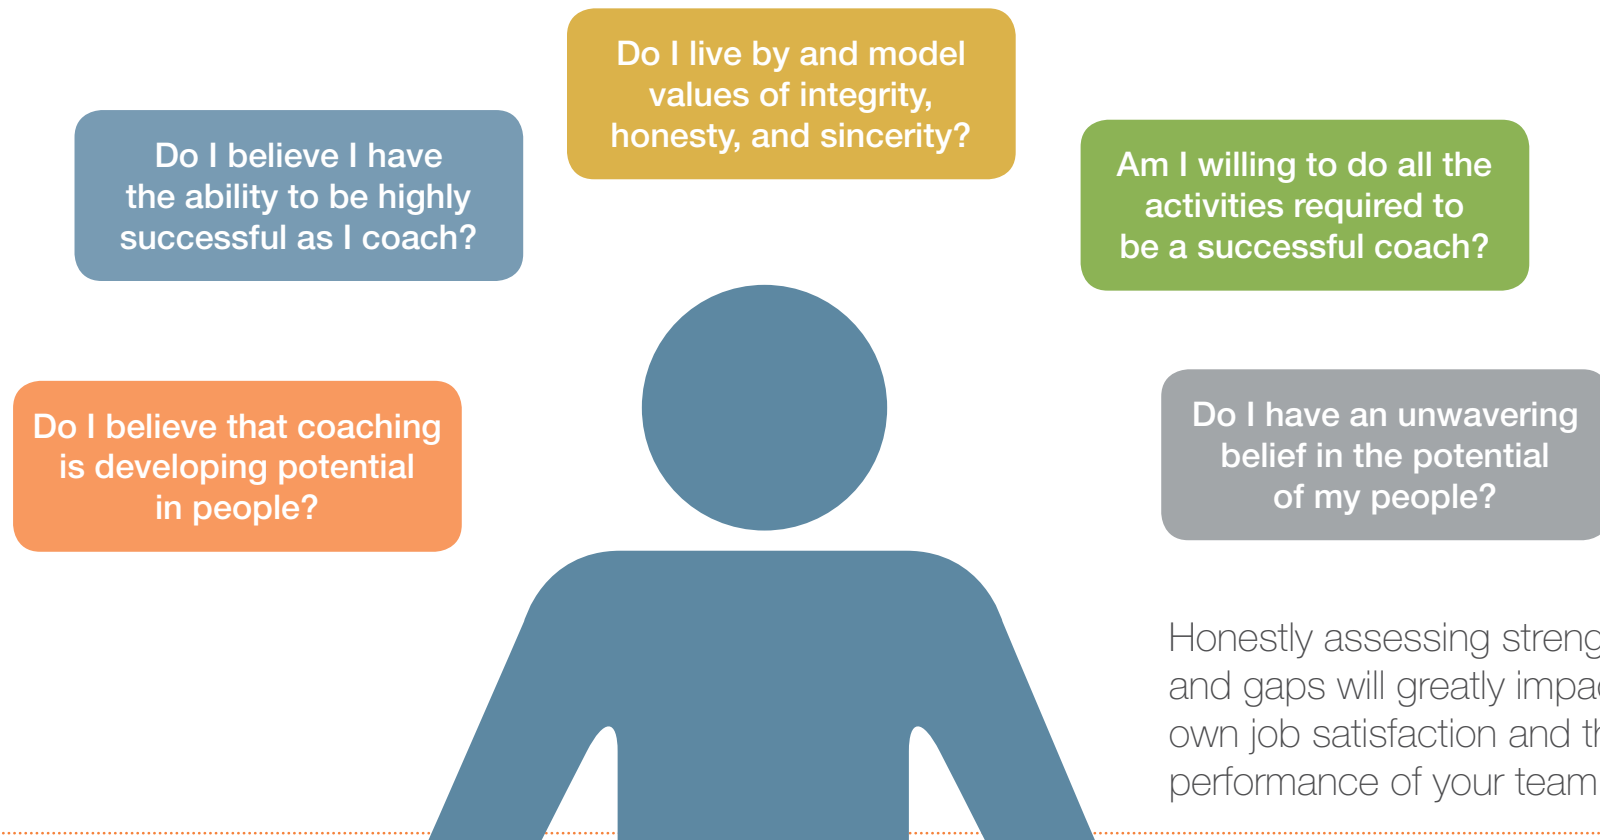 Do I live by and model
values of integrity,
honesty, and sincerity?
Do I believe I have
the ability to be highly
successful as I coach?
Am I willing to do all the
activities required to
be a successful coach?
Do I believe that coaching
is developing potential
in people?
Do I have an unwavering
belief in the potential
of my people?
Honestly assessing
and gaps will greatly
own job satisfaction and
performance of your team